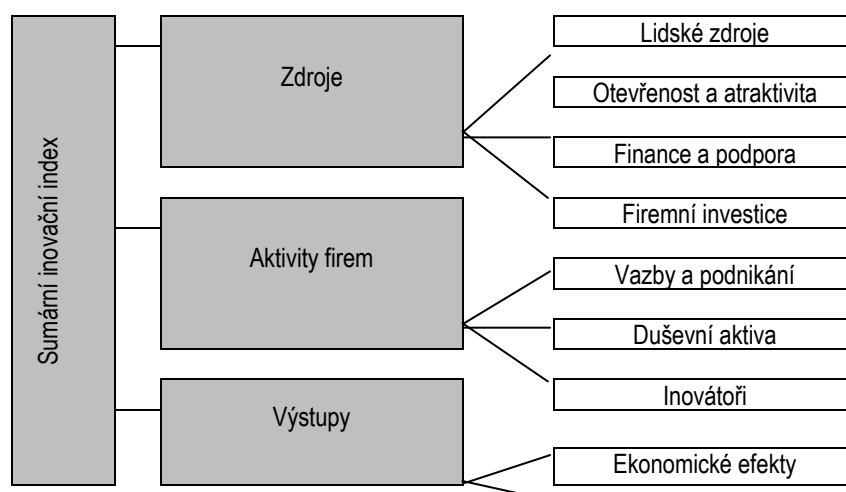 Sumární inovační index
Zdroje
Lidské zdroje
Otevřenost a atraktivita
Finance a podpora
Firemní investice
Aktivity firem
Vazby a podnikání
Duševní aktiva
Inovátoři
Výstupy
Ekonomické efekty